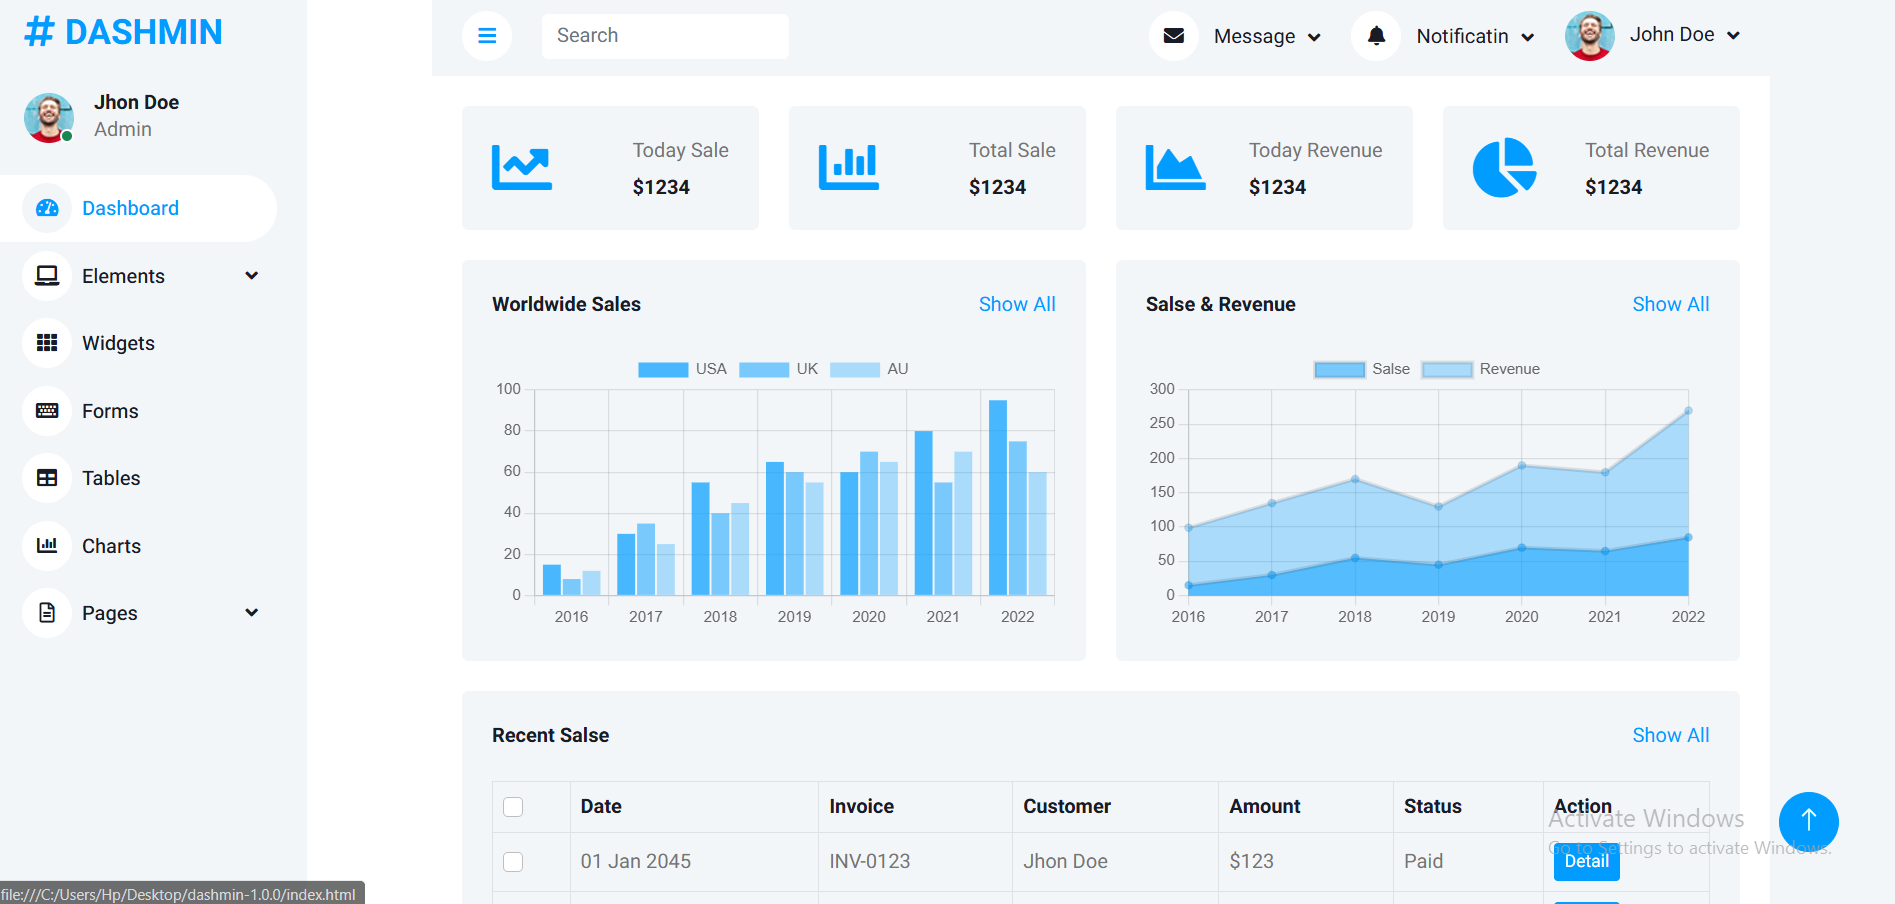 # DASHMIN
Jhon Doe
Admin
Dashboard
Elements
Widgets
Forms
Tables
Charts
Pages
Search
Message
Notificatin
John Doe
Today Sale
$1234
Total Sale
$1234
Today Revenue
$1234
Total Revenue
$1234
Worldwide Sales
Show All
USA UK AU
100
80
60
40
20
0
2016 2017 2018 2019 2020 2021 2022
Salse & Revenue
Show All
Salse Revenue
300
250
200
150
100
50
0
2016 2017 2018 2019 2020 2021 2022
Recent Salse
Show All
Date Invoice Customer Amount Status Action
01 Jan 2045 INV-0123 Jhon Doe $123 Paid Detail
Activate Windows
Go to Settings to activate Windows.
file:///C:/Users/Hp/Desktop/dashmin-1.0.0/index.html